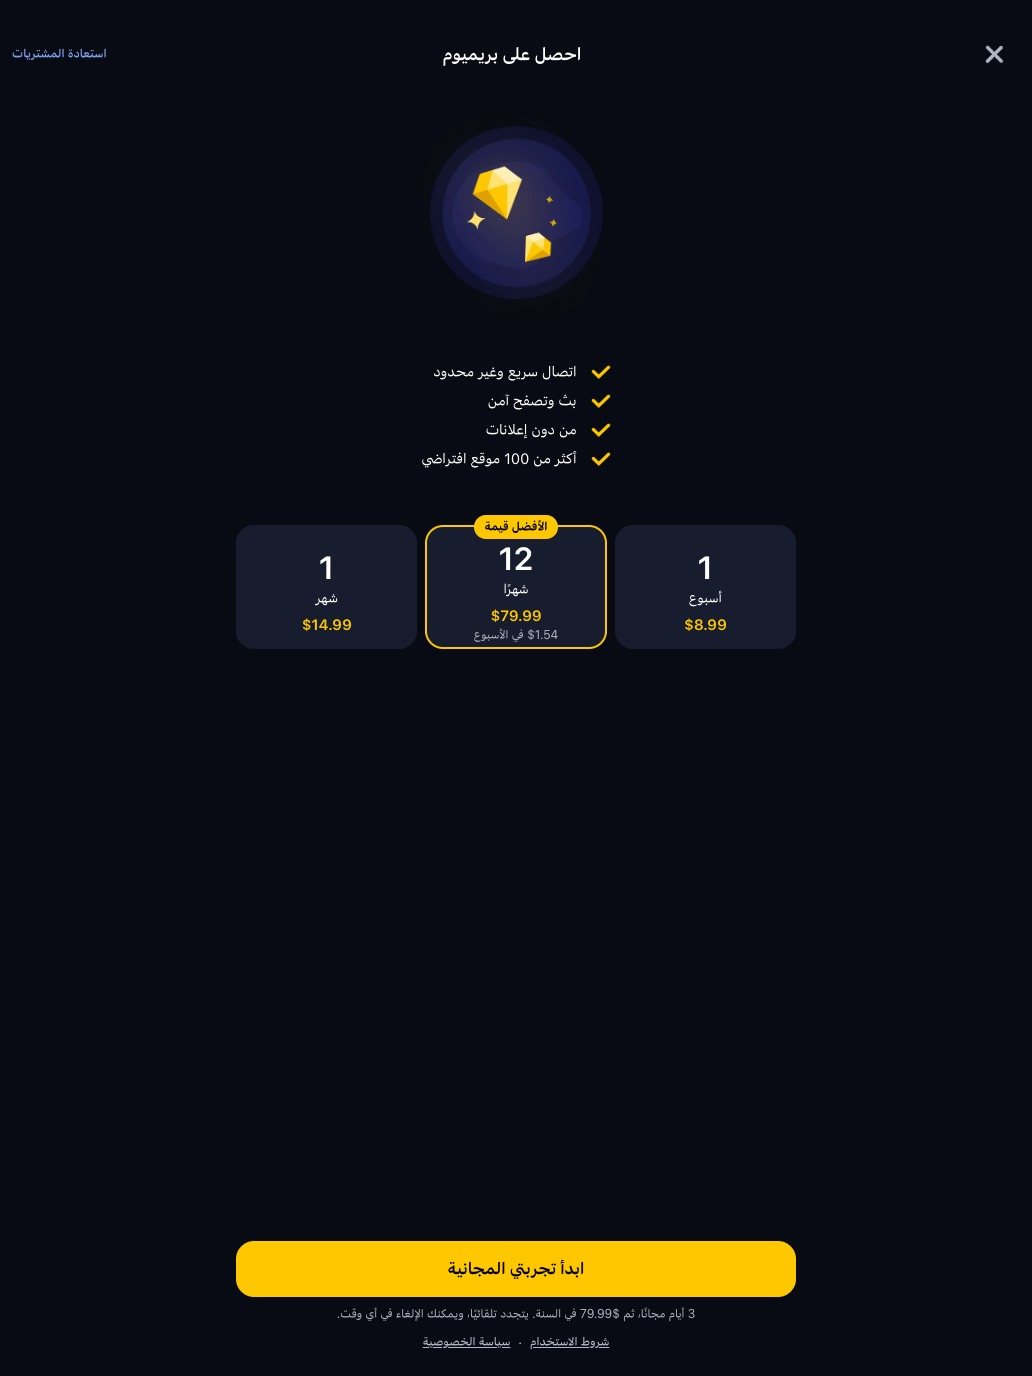 احصل على بريميوم
استعادة المشتريات
اتصال سريع وغير محدود
بث وتصفح آمن
من دون إعلانات
أكثر من 100 موقع افتراضي
1
أسبوع
$8.99
الأفضل قيمة
12
شهرًا
$79.99
$1.54 في الأسبوع
1
شهر
$14.99
ابدأ تجربتي المجانية
3 أيام مجانًا، ثم 79.99$ في السنة. يتجدد تلقائيًا، ويمكنك الإلغاء في أي وقت.
شروط الاستخدام · سياسة الخصوصية